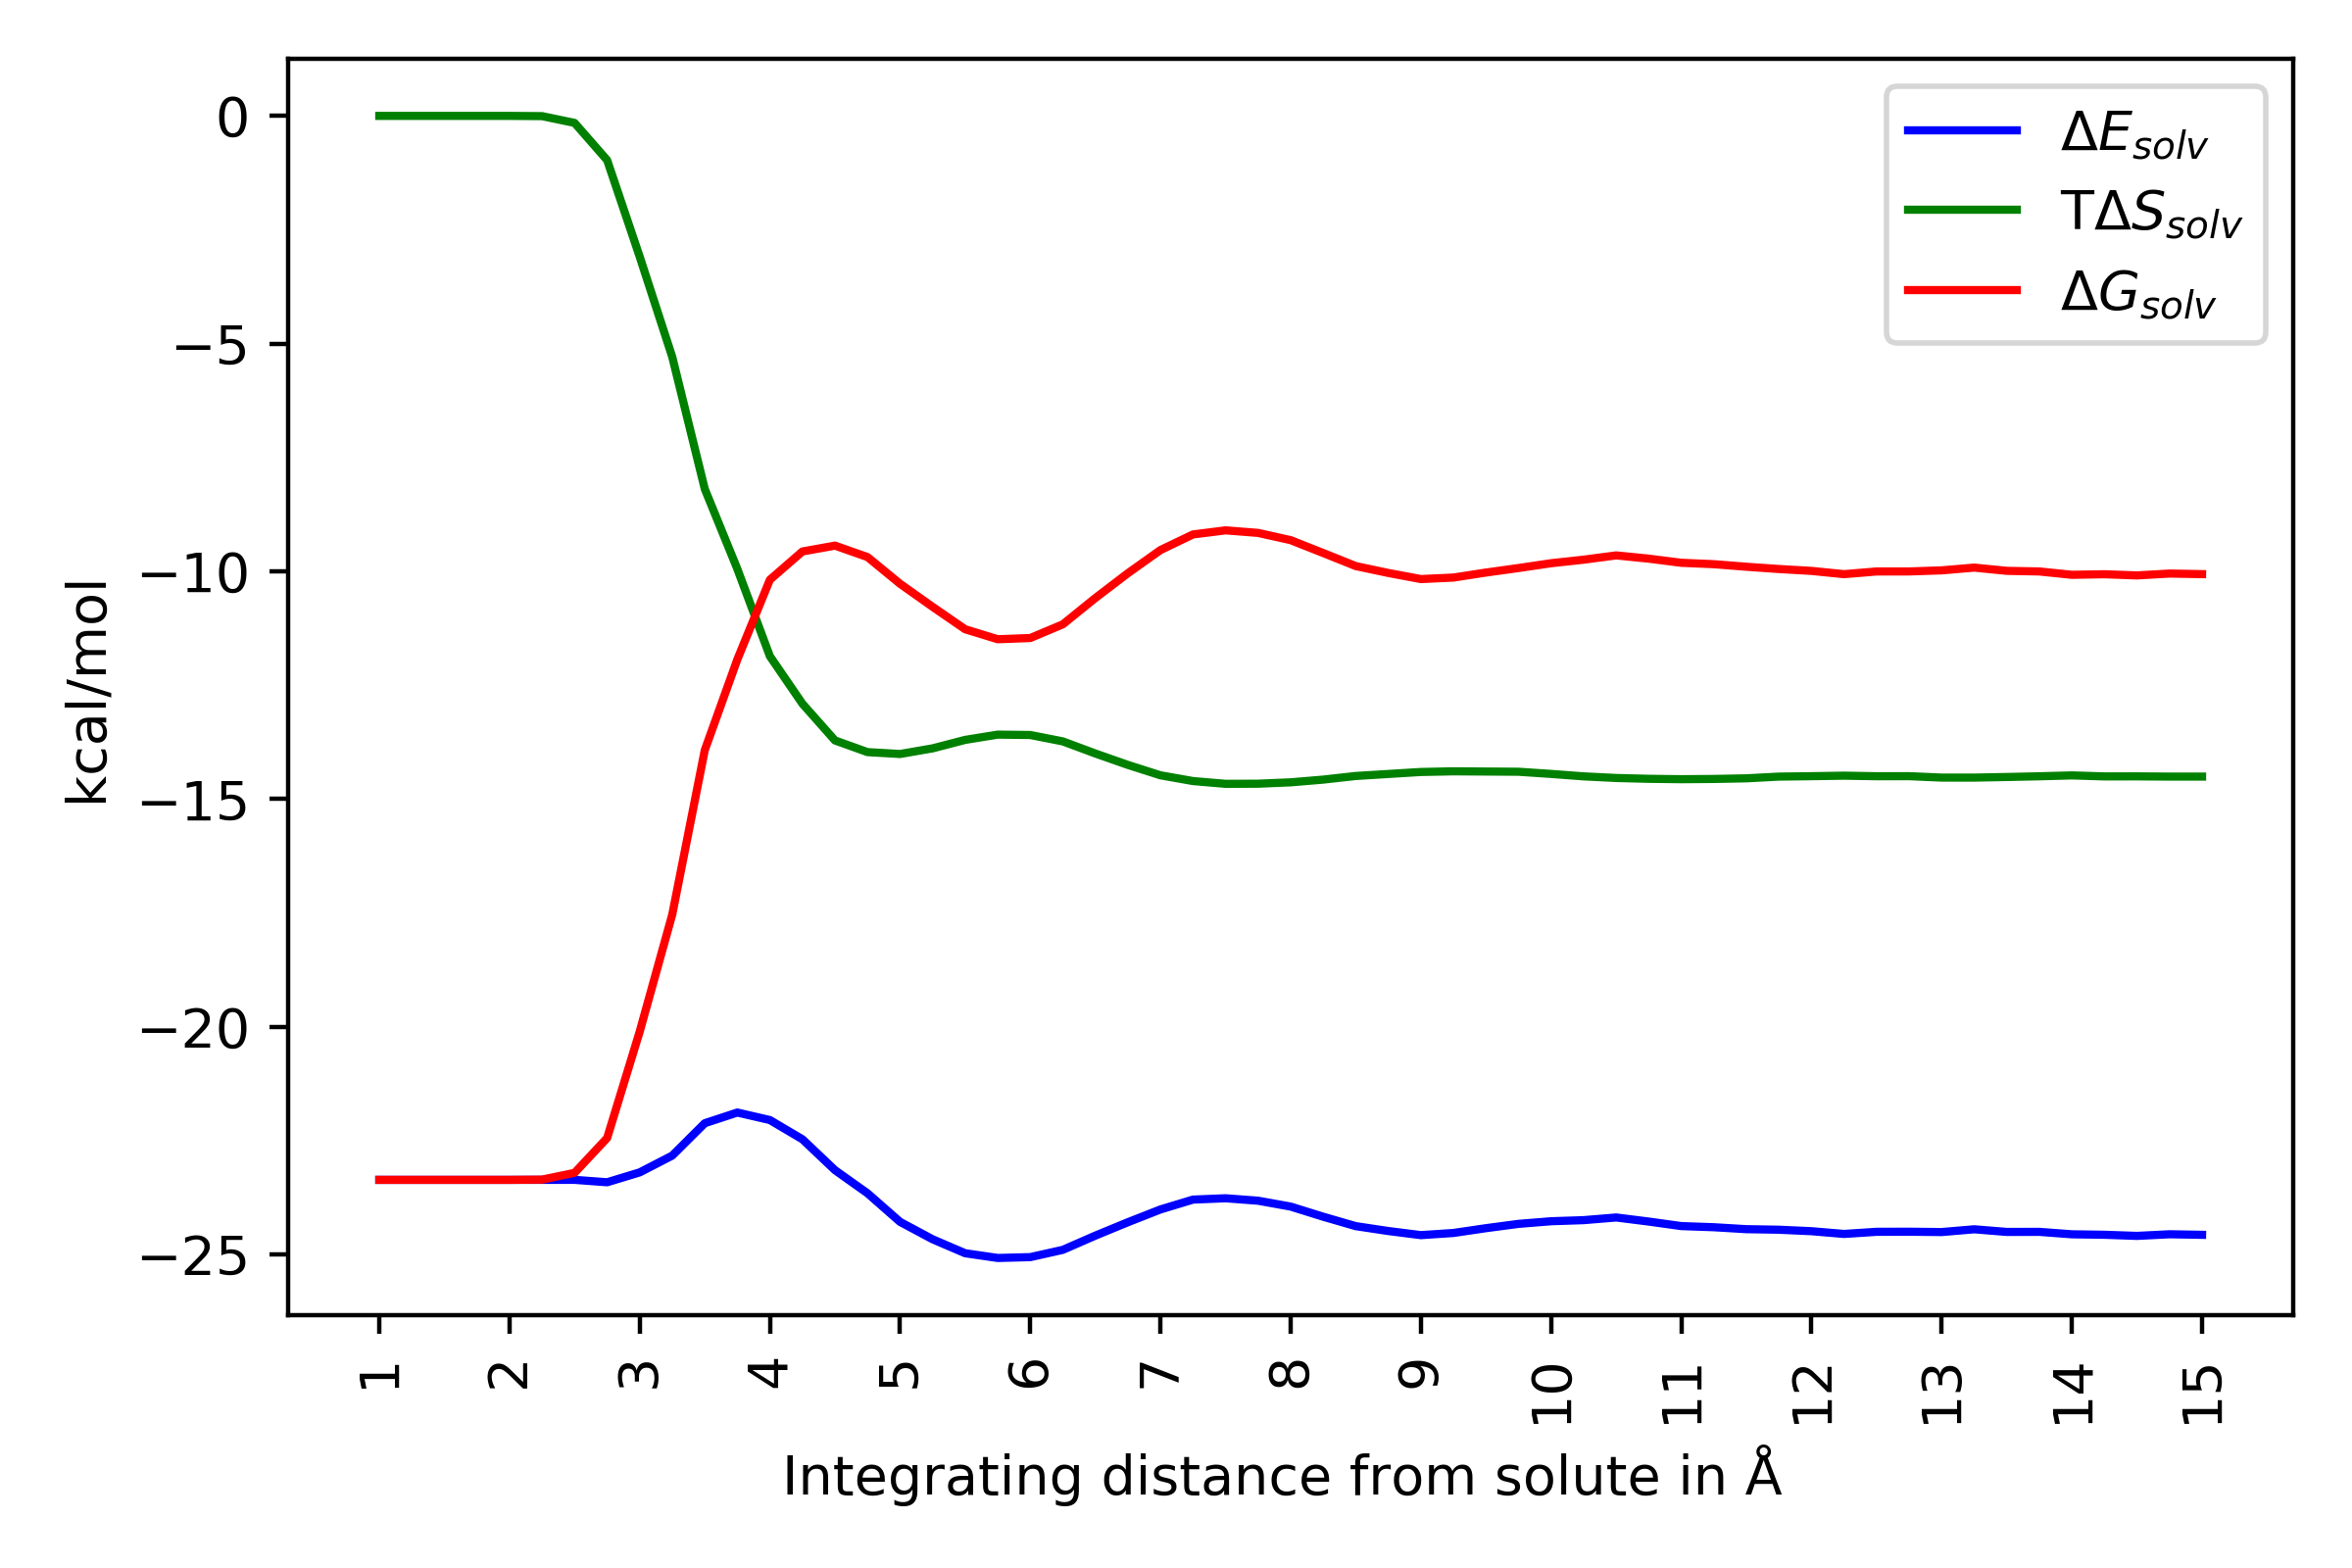 ΔE_solv
TΔS_solv
ΔG_solv
0
−5
−10
−15
−20
−25
kcal/mol
1 2 3 4 5 6 7 8 9 10 11 12 13 14 15
Integrating distance from solute in Å